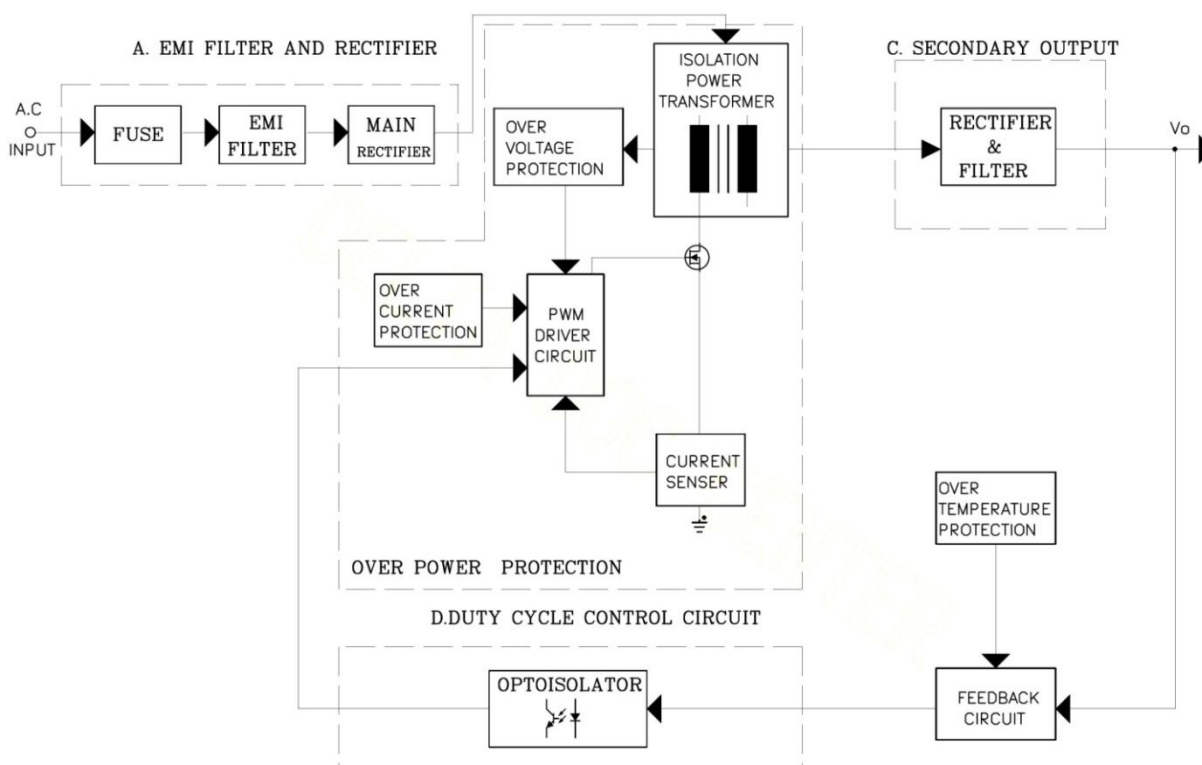 A. EMI FILTER AND RECTIFIER
A.C
INPUT
FUSE
EMI
FILTER
MAIN
RECTIFIER
ISOLATION
POWER
TRANSFORMER
OVER
VOLTAGE
PROTECTION
C. SECONDARY OUTPUT
RECTIFIER
&
FILTER
Vo
OVER
CURRENT
PROTECTION
PWM
DRIVER
CIRCUIT
CURRENT
SENSER
OVER POWER PROTECTION
OVER
TEMPERATURE
PROTECTION
D.DUTY CYCLE CONTROL CIRCUIT
OPTOISOLATOR
FEEDBACK
CIRCUIT